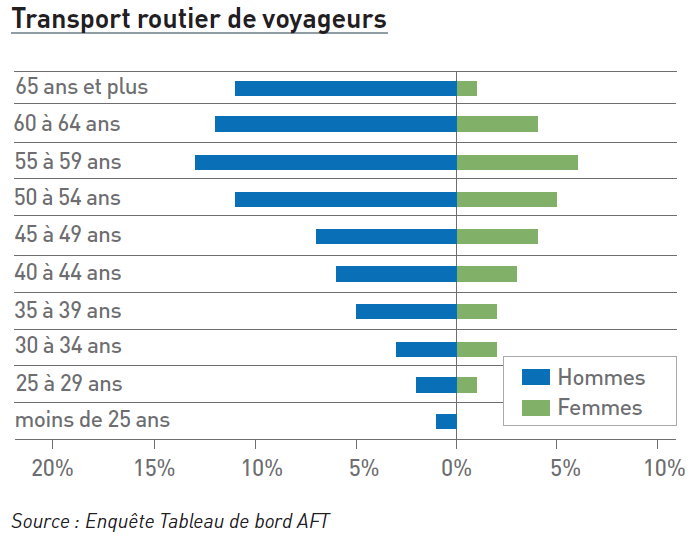 Transport routier de voyageurs
65 ans et plus
60 à 64 ans
55 à 59 ans
50 à 54 ans
45 à 49 ans
40 à 44 ans
35 à 39 ans
30 à 34 ans
25 à 29 ans
moins de 25 ans
Hommes
Femmes
20% 15% 10% 5% 0% 5% 10%
Source : Enquête Tableau de bord AFT